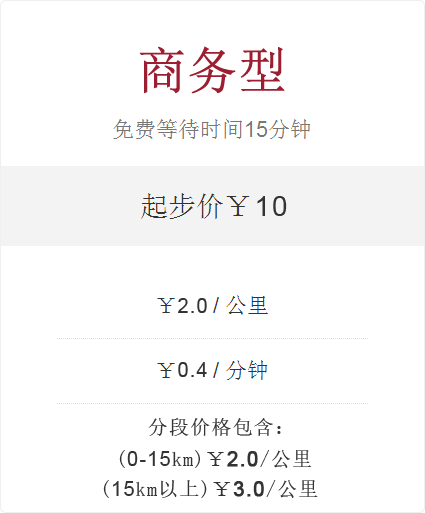 商务型
免费等待时间15分钟
起步价￥10
￥2.0 / 公里
￥0.4 / 分钟
分段价格包含：
(0-15km)￥2.0/公里
(15km以上)￥3.0/公里